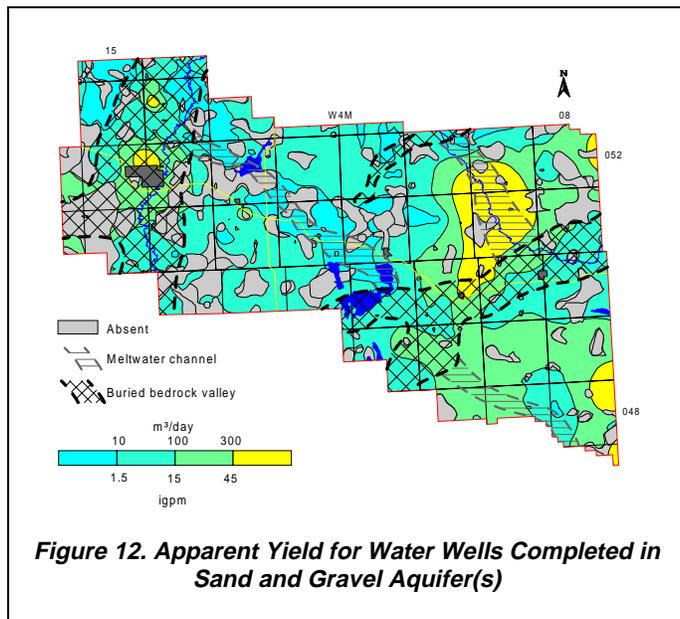 15
N
W4M
08
052
Absent
Meltwater channel
Buried bedrock valley
048
m³/day
10 100 300
1.5 15 45
igpm
Figure 12. Apparent Yield for Water Wells Completed in
Sand and Gravel Aquifer(s)